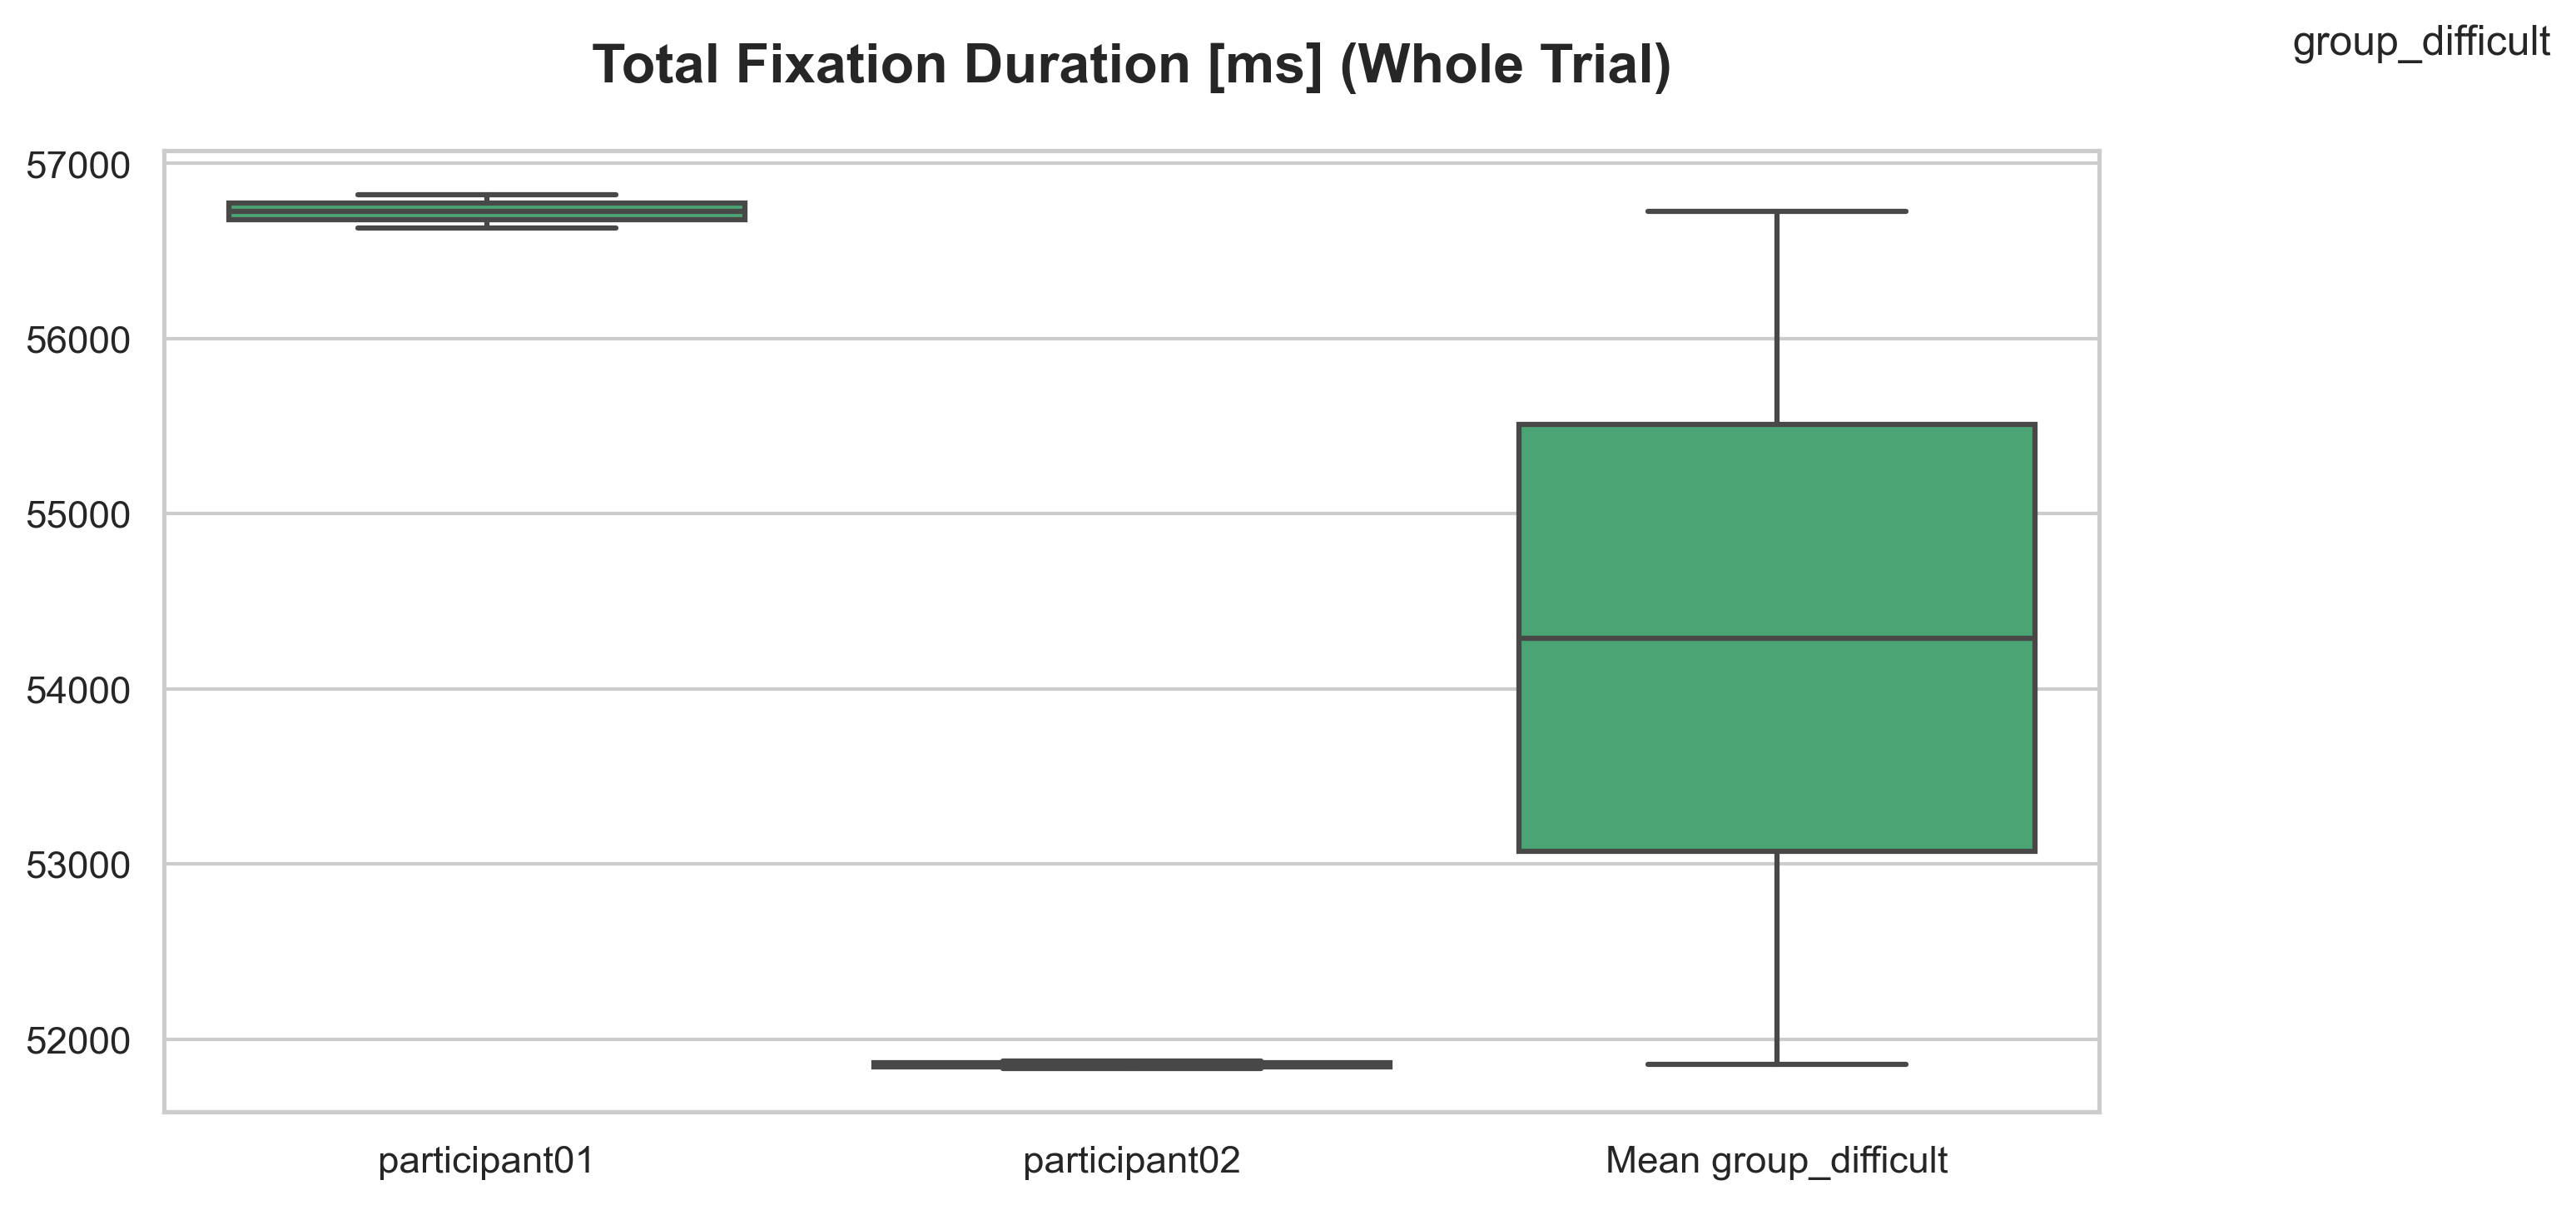 group_difficult
Total Fixation Duration [ms] (Whole Trial)
57000
56000
55000
54000
53000
52000
participant01
participant02
Mean group_difficult